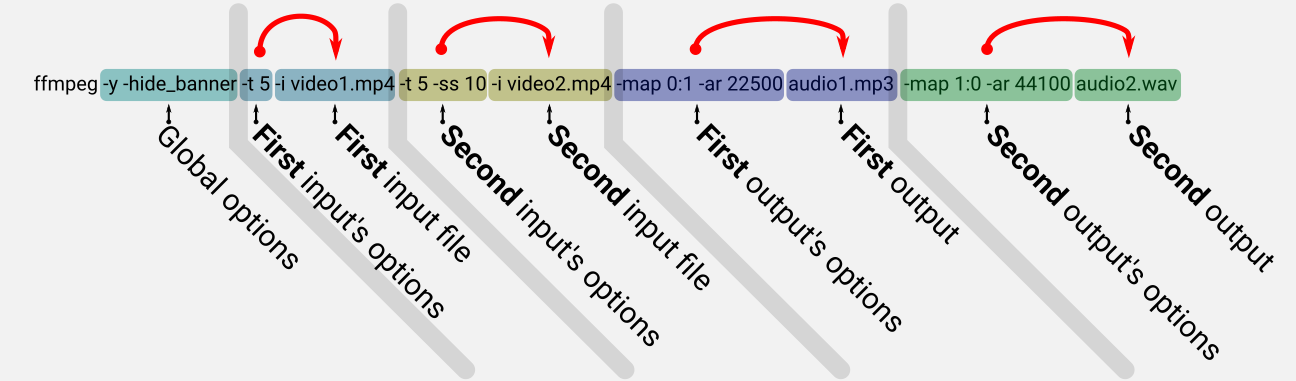 ffmpeg -y -hide_banner -t 5 -i video1.mp4 -t 5 -ss 10 -i video2.mp4 -map 0:1 -ar 22500 audio1.mp3 -map 1:0 -ar 44100 audio2.wav
Global options
First input's options
First input file
Second input's options
Second input file
First output's options
First output
Second output's options
Second output